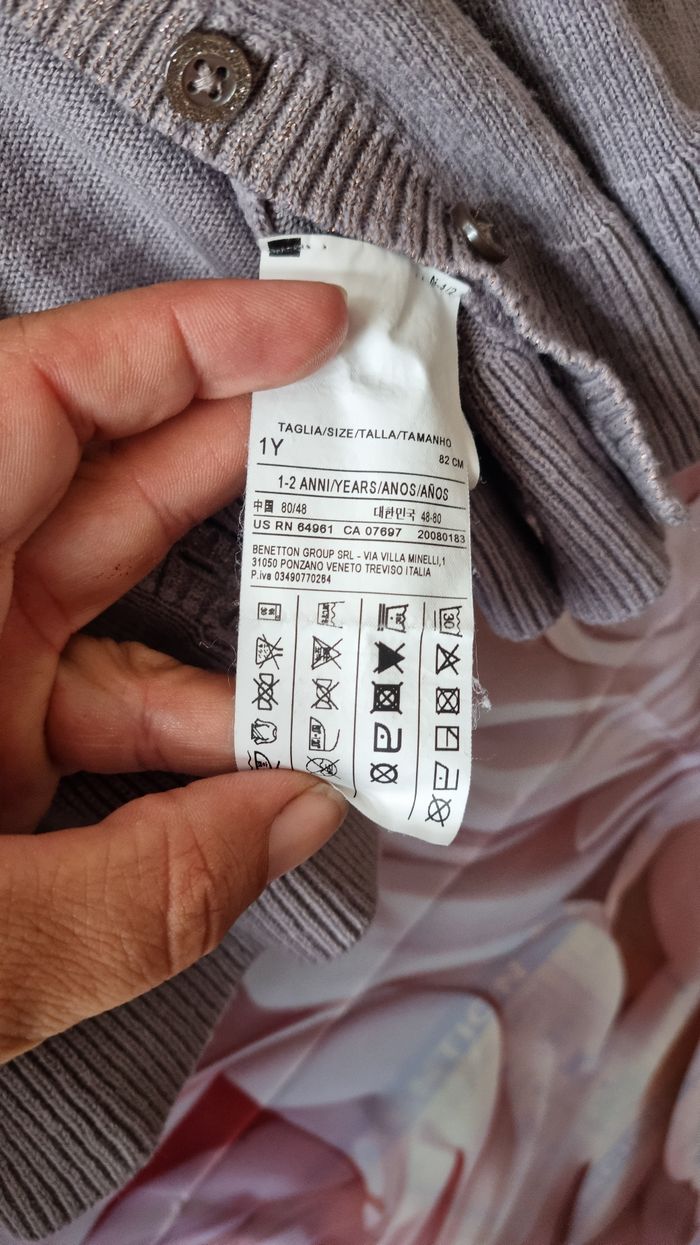 TAGLIA/SIZE/TALLA/TAMANHO
1Y 82 CM
1-2 ANNI/YEARS/ANOS/AÑOS
中国 80/48 대한민국 48-80
US RN 64961 CA 07697 20080183
BENETTON GROUP SRL - VIA VILLA MINELLI,1
31050 PONZANO VENETO TREVISO ITALIA
P.iva 03490770264
30